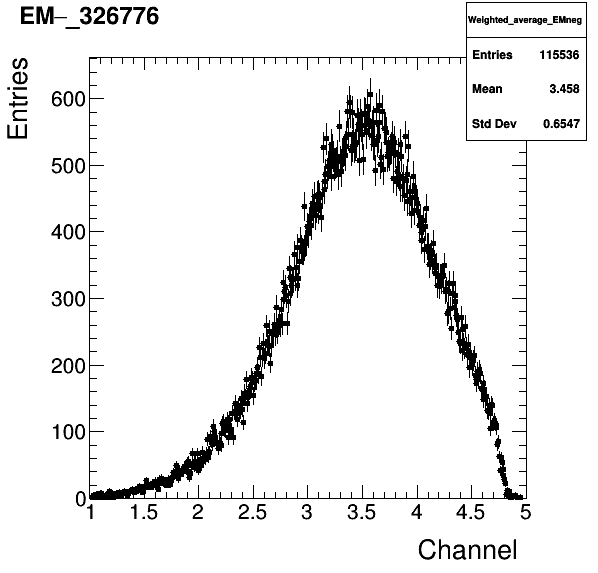 EM−_326776
Weighted_average_EMneg
Entries 115536
Mean 3.458
Std Dev 0.6547
Entries
600
500
400
300
200
100
0
1 1.5 2 2.5 3 3.5 4 4.5 5
Channel